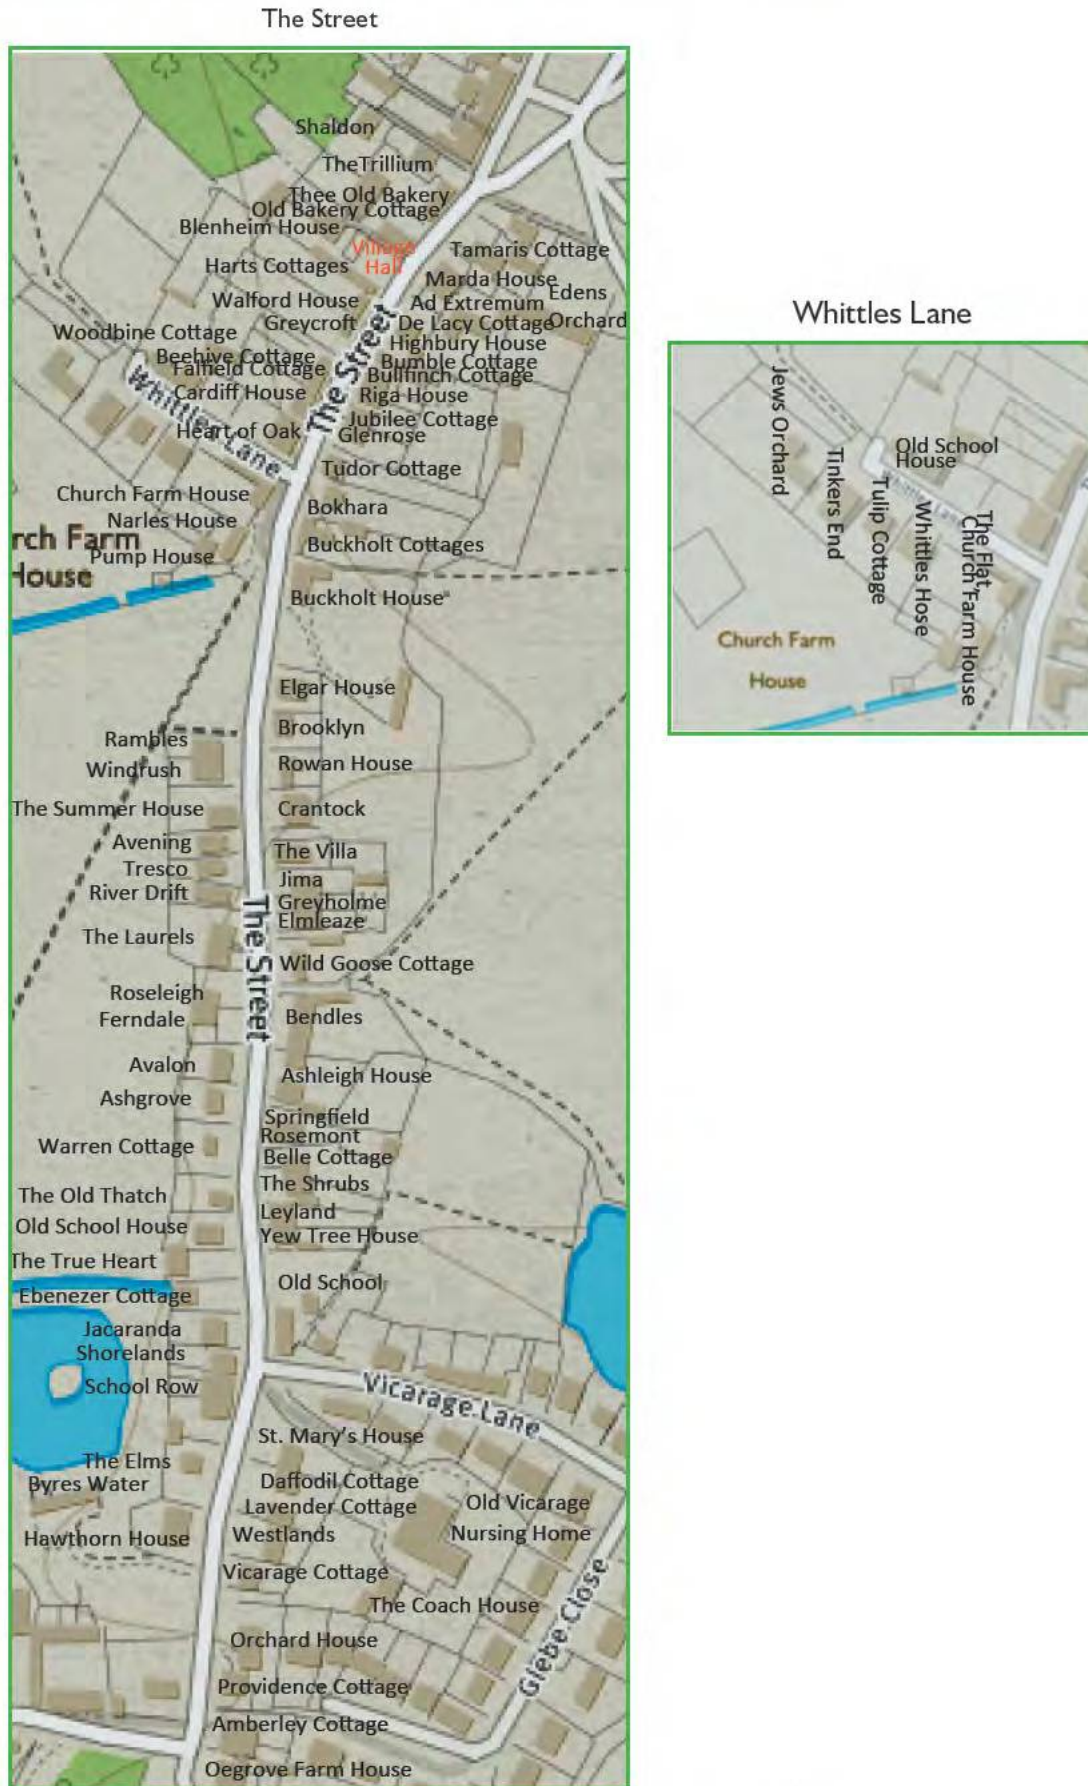 The Street
Shaldon
TheTrillium
Thee Old Bakery
Old Bakery Cottage
Blenheim House
Village
Hall
Tamaris Cottage
Harts Cottages
Marda House
Edens
Orchard
Walford House
Ad Extremum
Greycroft
De Lacy Cottage
Woodbine Cottage
Highbury House
Beehive Cottage
Bumble Cottage
Falfield Cottage
Bullfinch Cottage
Cardiff House
Riga House
The Street
Whittles Lane
Jubilee Cottage
Heart of Oak
Glenrose
Tudor Cottage
Church Farm House
Bokhara
Narles House
rch Farm
House
Buckholt Cottages
Pump House
Buckholt House
Elgar House
Brooklyn
Rambles
Rowan House
Windrush
The Summer House
Crantock
Avening
The Villa
Tresco
Jima
River Drift
Greyholme
Elmleaze
The Laurels
The Street
Wild Goose Cottage
Roseleigh
Ferndale
Bendles
Avalon
Ashleigh House
Ashgrove
Springfield
Rosemont
Warren Cottage
Belle Cottage
The Shrubs
The Old Thatch
Leyland
Old School House
Yew Tree House
The True Heart
Old School
Ebenezer Cottage
Jacaranda
Shorelands
School Row
Vicarage Lane
St. Mary's House
The Elms
Byres Water
Daffodil Cottage
Lavender Cottage
Old Vicarage
Nursing Home
Westlands
Hawthorn House
Vicarage Cottage
The Coach House
Glebe Close
Orchard House
Providence Cottage
Amberley Cottage
Oegrove Farm House
Whittles Lane
Jews Orchard
Tinkers End
Tulip Cottage
Old School
House
Whittles Lane
Whittles Hose
The Flat,
Church Farm House
Church Farm
House